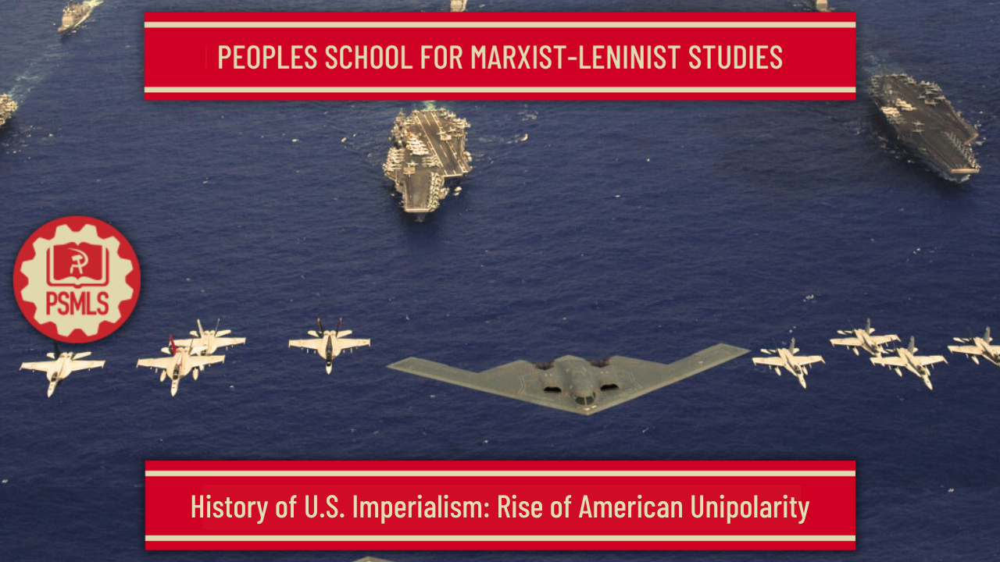 PEOPLES SCHOOL FOR MARXIST-LENINIST STUDIES
PSMLS
History of U.S. Imperialism: Rise of American Unipolarity